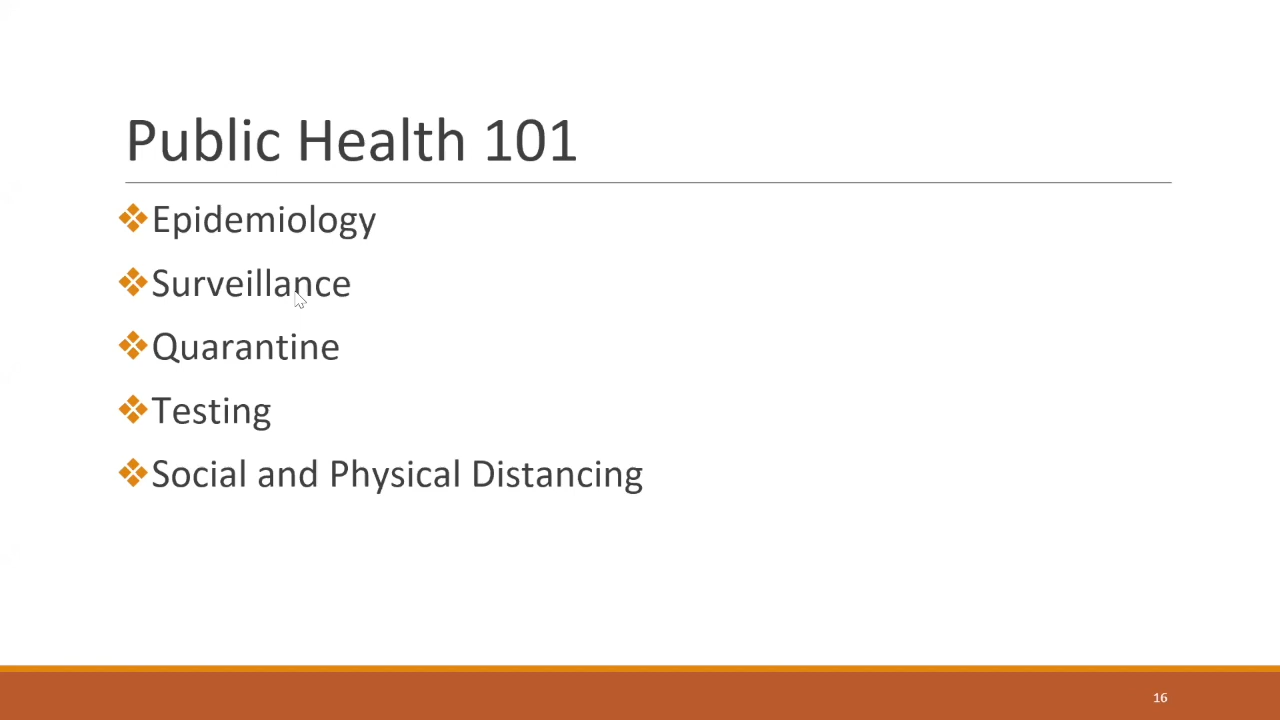 Public Health 101
Epidemiology
Surveillance
Quarantine
Testing
Social and Physical Distancing
16